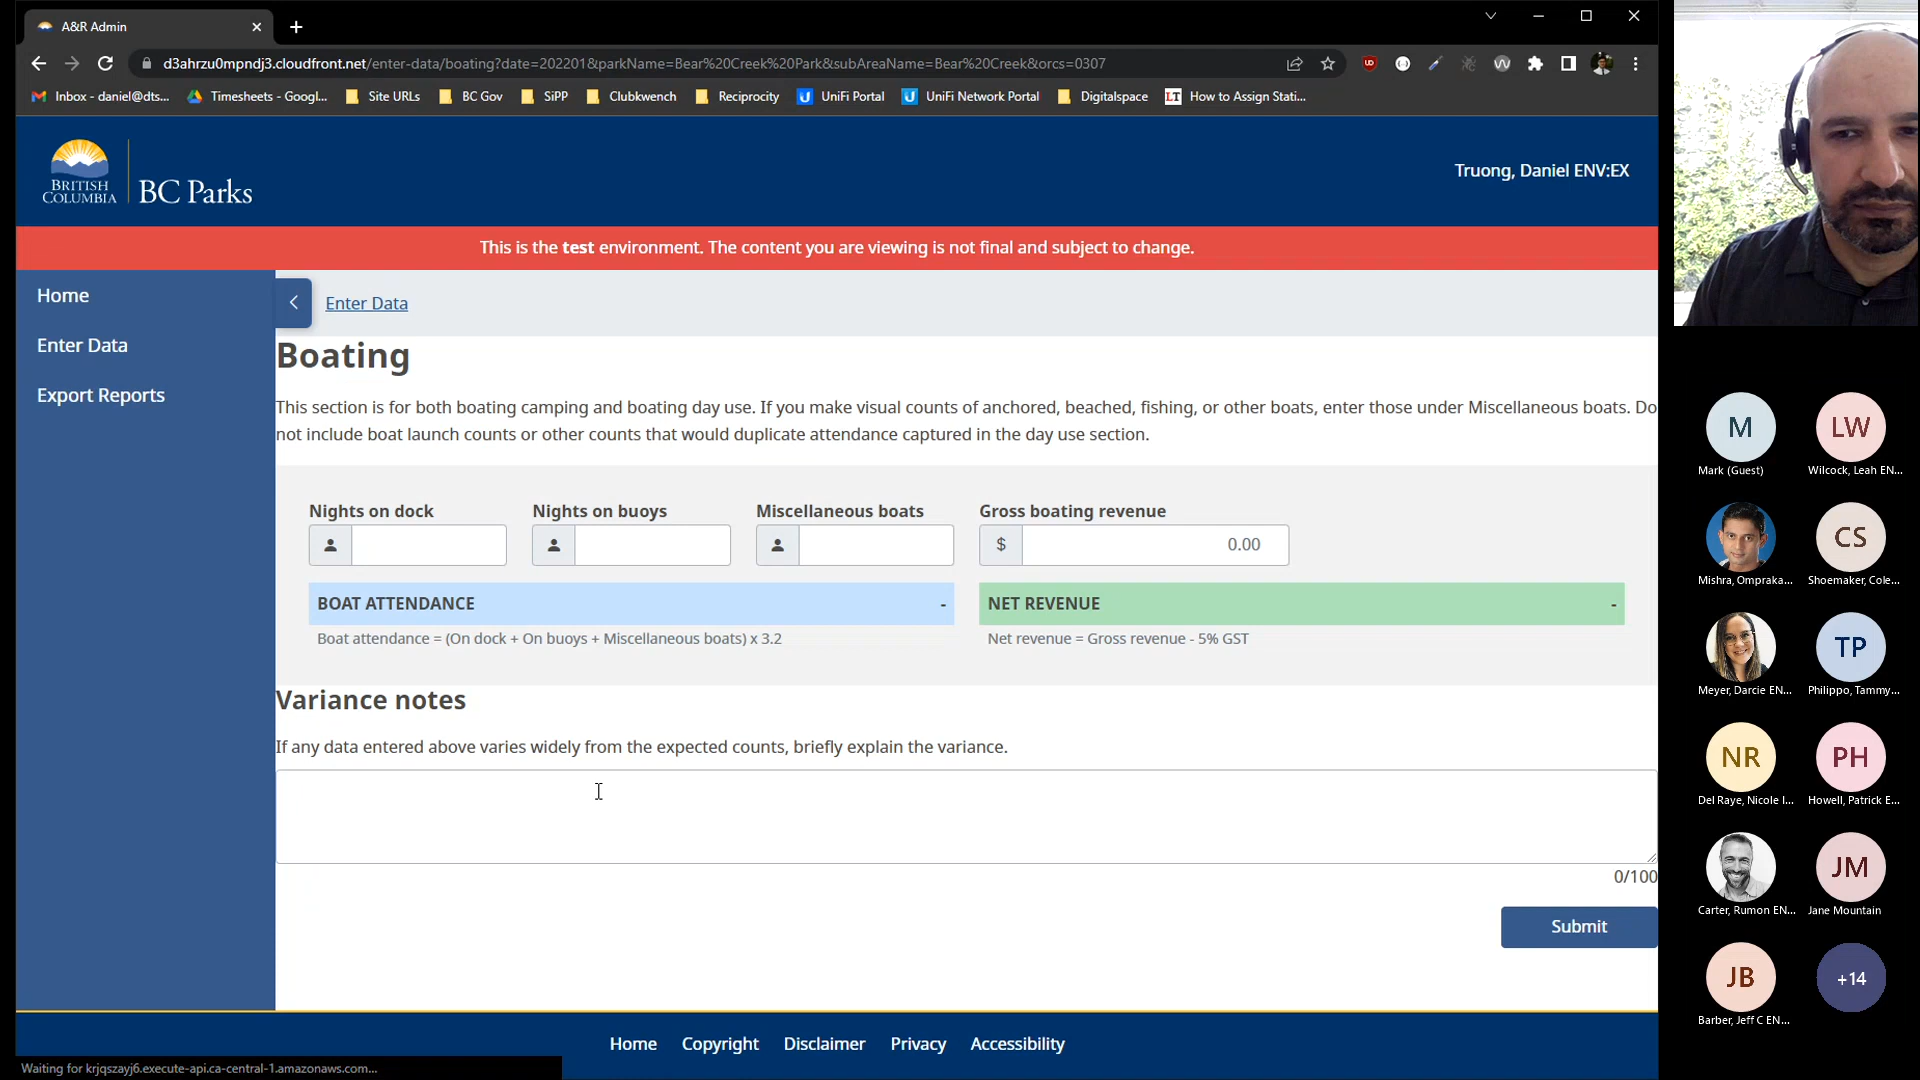 A&R Admin
d3ahrzu0mpndj3.cloudfront.net/enter-data/boating?date=202201&parkName=Bear%20Creek%20Park&subAreaName=Bear%20Creek&orcs=0307
Inbox - daniel@dts...
Timesheets - Googl...
Site URLs
BC Gov
SiPP
Clubkwench
Reciprocity
UniFi Portal
UniFi Network Portal
Digitalspace
LT
How to Assign Stati...
BRITISH
COLUMBIA
BC Parks
Truong, Daniel ENV:EX
This is the test environment. The content you are viewing is not final and subject to change.
Home
Enter Data
Export Reports
Enter Data
Boating
This section is for both boating camping and boating day use. If you make visual counts of anchored, beached, fishing, or other boats, enter those under Miscellaneous boats. Do
not include boat launch counts or other counts that would duplicate attendance captured in the day use section.
Nights on dock
Nights on buoys
Miscellaneous boats
Gross boating revenue
$
0.00
BOAT ATTENDANCE -
NET REVENUE -
Boat attendance = (On dock + On buoys + Miscellaneous boats) x 3.2
Net revenue = Gross revenue - 5% GST
Variance notes
If any data entered above varies widely from the expected counts, briefly explain the variance.
0/100
Submit
Home
Copyright
Disclaimer
Privacy
Accessibility
Waiting for krjqszayj6.execute-api.ca-central-1.amazonaws.com...
M
Mark (Guest)
LW
Wilcock, Leah EN...
Mishra, Ompraka...
CS
Shoemaker, Cole...
Meyer, Darcie EN...
TP
Philippo, Tammy...
NR
Del Raye, Nicole I...
PH
Howell, Patrick E...
Carter, Rumon EN...
JM
Jane Mountain
JB
Barber, Jeff C EN...
+14